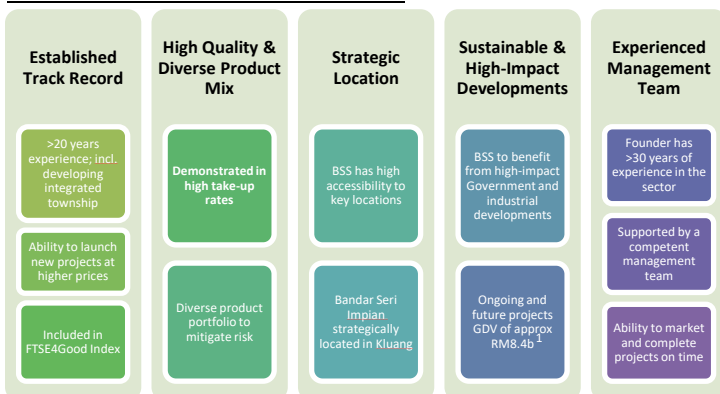 Established
Track Record
>20 years
experience; incl.
developing
integrated
township
Ability to launch
new projects at
higher prices
Included in
FTSE4Good Index
High Quality &
Diverse Product
Mix
Demonstrated in
high take-up
rates
Diverse product
portfolio to
mitigate risk
Strategic
Location
BSS has high
accessibility to
key locations
Bandar Seri
Impian
strategically
located in Kluang
Sustainable &
High-Impact
Developments
BSS to benefit
from high-impact
Government and
industrial
developments
Ongoing and
future projects
GDV of approx
RM8.4b 1
Experienced
Management
Team
Founder has
>30 years of
experience in the
sector
Supported by a
competent
management
team
Ability to market
and complete
projects on time